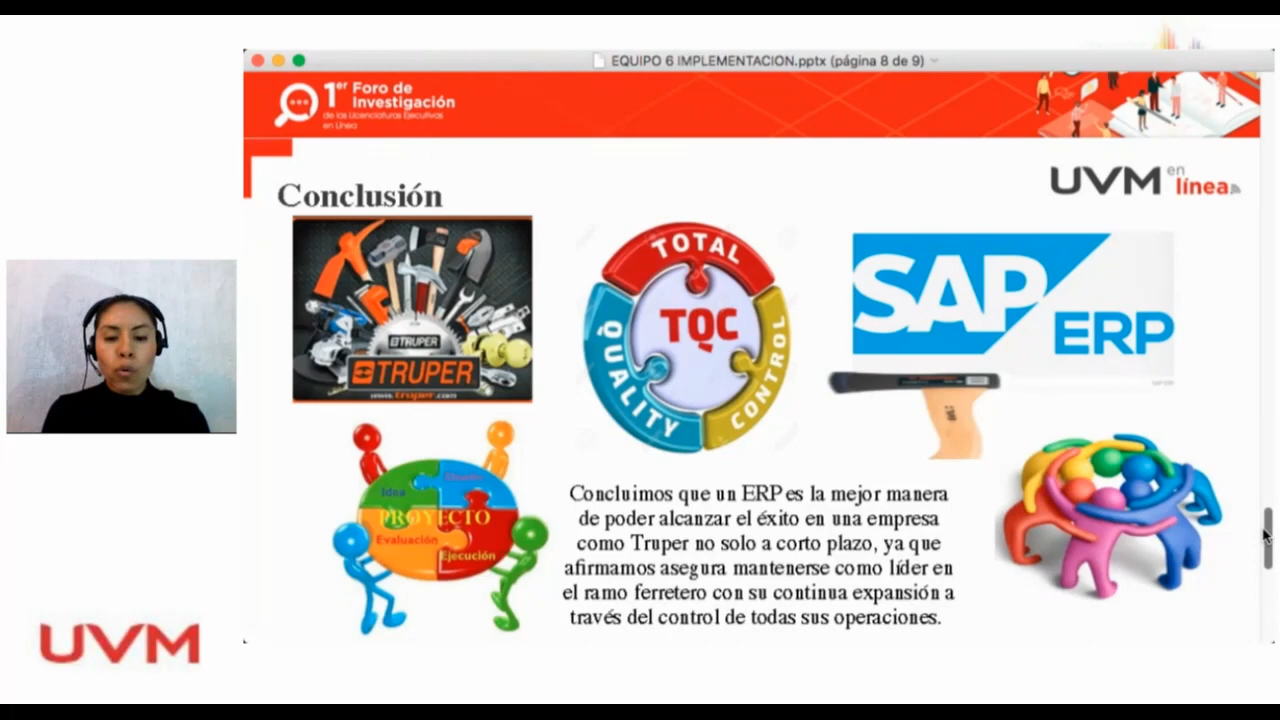 EQUIPO 6 IMPLEMENTACION.pptx (página 8 de 9)
1er Foro de
Investigación
de las Licenciaturas Ejecutivas
en Línea
UVM en
línea
Conclusión
TRUPER
TRUPER
www.truper.com
TOTAL
QUALITY
CONTROL
TQC
SAP
ERP
Idea
PROYECTO
Evaluación
Ejecución
Concluimos que un ERP es la mejor manera
de poder alcanzar el éxito en una empresa
como Truper no solo a corto plazo, ya que
afirmamos asegura mantenerse como líder en
el ramo ferretero con su continua expansión a
través del control de todas sus operaciones.
UVM